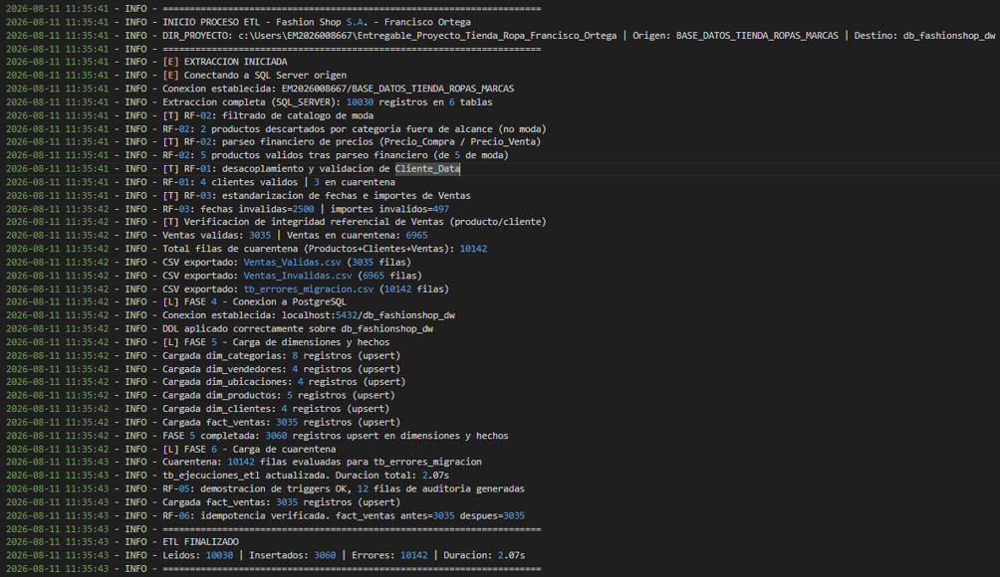 2026-08-11 11:35:41 - INFO - ======================================================================
2026-08-11 11:35:41 - INFO - INICIO PROCESO ETL - Fashion Shop S.A. - Francisco Ortega
2026-08-11 11:35:41 - INFO - DIR_PROYECTO: c:\Users\EM2026008667\Entregable_Proyecto_Tienda_Ropa_Francisco_Ortega | Origen: BASE_DATOS_TIENDA_ROPAS_MARCAS | Destino: db_fashionshop_dw
2026-08-11 11:35:41 - INFO - ======================================================================
2026-08-11 11:35:41 - INFO - [E] EXTRACCION INICIADA
2026-08-11 11:35:41 - INFO - [E] Conectando a SQL Server origen
2026-08-11 11:35:41 - INFO - Conexion establecida: EM2026008667/BASE_DATOS_TIENDA_ROPAS_MARCAS
2026-08-11 11:35:41 - INFO - Extraccion completa (SQL_SERVER): 10030 registros en 6 tablas
2026-08-11 11:35:41 - INFO - [T] RF-02: filtrado de catalogo de moda
2026-08-11 11:35:41 - INFO - RF-02: 2 productos descartados por categoria fuera de alcance (no moda)
2026-08-11 11:35:41 - INFO - [T] RF-02: parseo financiero de precios (Precio_Compra / Precio_Venta)
2026-08-11 11:35:41 - INFO - RF-02: 5 productos validos tras parseo financiero (de 5 de moda)
2026-08-11 11:35:41 - INFO - [T] RF-01: desacoplamiento y validacion de Cliente_Data
2026-08-11 11:35:41 - INFO - RF-01: 4 clientes validos | 3 en cuarentena
2026-08-11 11:35:41 - INFO - [T] RF-03: estandarizacion de fechas e importes de Ventas
2026-08-11 11:35:42 - INFO - RF-03: fechas invalidas=2500 | importes invalidos=497
2026-08-11 11:35:42 - INFO - [T] Verificacion de integridad referencial de Ventas (producto/cliente)
2026-08-11 11:35:42 - INFO - Ventas validas: 3035 | Ventas en cuarentena: 6965
2026-08-11 11:35:42 - INFO - Total filas de cuarentena (Productos+Clientes+Ventas): 10142
2026-08-11 11:35:42 - INFO - CSV exportado: Ventas_Validas.csv (3035 filas)
2026-08-11 11:35:42 - INFO - CSV exportado: Ventas_Invalidas.csv (6965 filas)
2026-08-11 11:35:42 - INFO - CSV exportado: tb_errores_migracion.csv (10142 filas)
2026-08-11 11:35:42 - INFO - [L] FASE 4 - Conexion a PostgreSQL
2026-08-11 11:35:42 - INFO - Conexion establecida: localhost:5432/db_fashionshop_dw
2026-08-11 11:35:42 - INFO - DDL aplicado correctamente sobre db_fashionshop_dw
2026-08-11 11:35:42 - INFO - [L] FASE 5 - Carga de dimensiones y hechos
2026-08-11 11:35:42 - INFO - Cargada dim_categorias: 8 registros (upsert)
2026-08-11 11:35:42 - INFO - Cargada dim_vendedores: 4 registros (upsert)
2026-08-11 11:35:42 - INFO - Cargada dim_ubicaciones: 4 registros (upsert)
2026-08-11 11:35:42 - INFO - Cargada dim_productos: 5 registros (upsert)
2026-08-11 11:35:42 - INFO - Cargada dim_clientes: 4 registros (upsert)
2026-08-11 11:35:42 - INFO - Cargada fact_ventas: 3035 registros (upsert)
2026-08-11 11:35:42 - INFO - FASE 5 completada: 3060 registros upsert en dimensiones y hechos
2026-08-11 11:35:42 - INFO - [L] FASE 6 - Carga de cuarentena
2026-08-11 11:35:43 - INFO - Cuarentena: 10142 filas evaluadas para tb_errores_migracion
2026-08-11 11:35:43 - INFO - tb_ejecuciones_etl actualizada. Duracion total: 2.07s
2026-08-11 11:35:43 - INFO - RF-05: demostracion de triggers OK, 12 filas de auditoria generadas
2026-08-11 11:35:43 - INFO - Cargada fact_ventas: 3035 registros (upsert)
2026-08-11 11:35:43 - INFO - RF-06: idempotencia verificada. fact_ventas antes=3035 despues=3035
2026-08-11 11:35:43 - INFO - ======================================================================
2026-08-11 11:35:43 - INFO - ETL FINALIZADO
2026-08-11 11:35:43 - INFO - Leidos: 10030 | Insertados: 3060 | Errores: 10142 | Duracion: 2.07s
2026-08-11 11:35:43 - INFO - ======================================================================